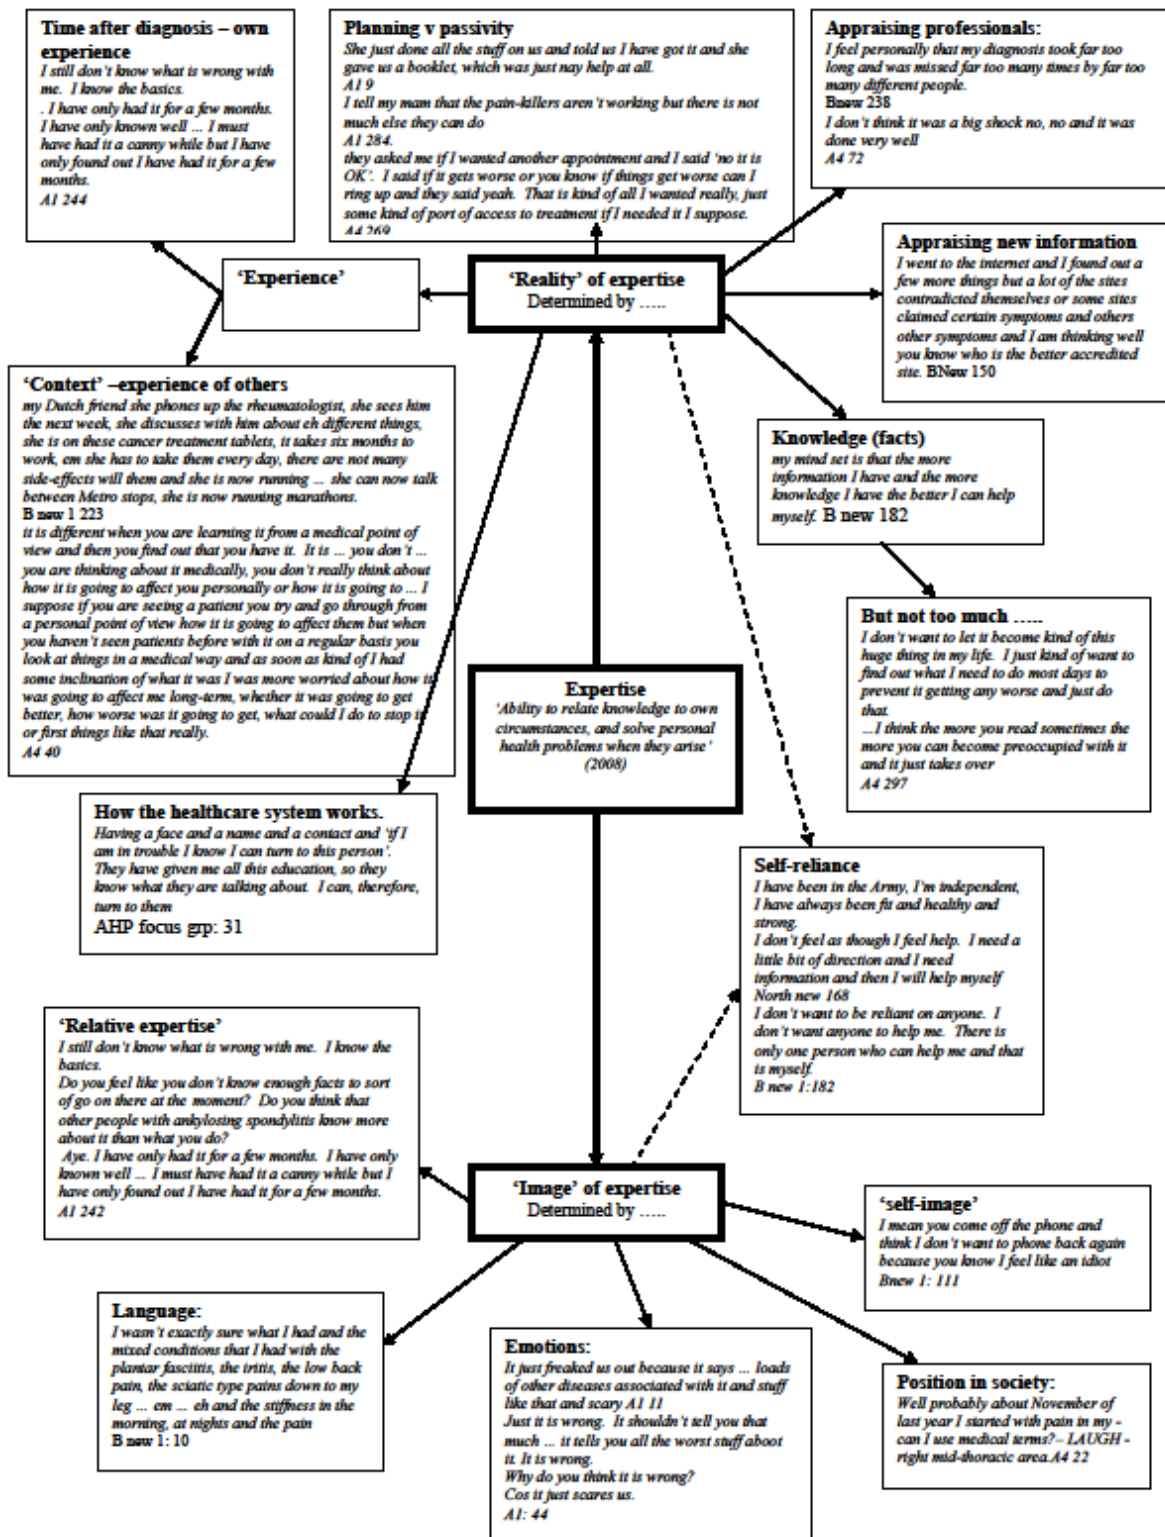 Time after diagnosis – own
experience
I still don't know what is wrong with
me. I know the basics.
. I have only had it for a few months.
I have only known well ... I must
have had it a canny while but I have
only found out I have had it for a few
months.
A1 244
Planning v passivity
She just done all the stuff on us and told us I have got it and she
gave us a booklet, which was just nay help at all.
A1 9
I tell my mam that the pain-killers aren't working but there is not
much else they can do
A1 284.
they asked me if I wanted another appointment and I said 'no it is
OK'. I said if it gets worse or you know if things get worse can I
ring up and they said yeah. That is kind of all I wanted really, just
some kind of port of access to treatment if I needed it I suppose.
A4 269
Appraising professionals:
I feel personally that my diagnosis took far too
long and was missed far too many times by far too
many different people.
Bnew 238
I don't think it was a big shock no, no and it was
done very well
A4 72
Appraising new information
I went to the internet and I found out a
few more things but a lot of the sites
contradicted themselves or some sites
claimed certain symptoms and others
other symptoms and I am thinking well
you know who is the better accredited
site. BNew 150
'Experience'
'Reality' of expertise
Determined by .....
'Context' –experience of others
my Dutch friend she phones up the rheumatologist, she sees him
the next week, she discusses with him about eh different things,
she is on these cancer treatment tablets, it takes six months to
work, em she has to take them every day, there are not many
side-effects will them and she is now running ... she can now talk
between Metro stops, she is now running marathons.
B new 1 223
it is different when you are learning it from a medical point of
view and then you find out that you have it. It is ... you don't ...
you are thinking about it medically, you don't really think about
how it is going to affect you personally or how it is going to ... I
suppose if you are seeing a patient you try and go through from
a personal point of view how it is going to affect them but when
you haven't seen patients before with it on a regular basis you
look at things in a medical way and as soon as kind of I had
some inclination of what it was I was more worried about how it
was going to affect me long-term, whether it was going to get
better, how worse was it going to get, what could I do to stop it
or first things like that really.
A4 40
Knowledge (facts)
my mind set is that the more
information I have and the more
knowledge I have the better I can help
myself. B new 182
But not too much .....
I don't want to let it become kind of this
huge thing in my life. I just kind of want to
find out what I need to do most days to
prevent it getting any worse and just do
that.
...I think the more you read sometimes the
more you can become preoccupied with it
and it just takes over
A4 297
Expertise
'Ability to relate knowledge to own
circumstances, and solve personal
health problems when they arise'
(2008)
How the healthcare system works.
Having a face and a name and a contact and 'if I
am in trouble I know I can turn to this person'.
They have given me all this education, so they
know what they are talking about. I can, therefore,
turn to them
AHP focus grp: 31
Self-reliance
I have been in the Army, I'm independent,
I have always been fit and healthy and
strong.
I don't feel as though I feel help. I need a
little bit of direction and I need
information and then I will help myself
North new 168
I don't want to be reliant on anyone. I
don't want anyone to help me. There is
only one person who can help me and that
is myself.
B new 1:182
'Relative expertise'
I still don't know what is wrong with me. I know the
basics.
Do you feel like you don't know enough facts to sort
of go on there at the moment? Do you think that
other people with ankylosing spondylitis know more
about it than what you do?
Aye. I have only had it for a few months. I have only
known well ... I must have had it a canny while but I
have only found out I have had it for a few months.
A1 242
'Image' of expertise
Determined by .....
'self-image'
I mean you come off the phone and
think I don't want to phone back again
because you know I feel like an idiot
Bnew 1: 111
Language:
I wasn't exactly sure what I had and the
mixed conditions that I had with the
plantar fasciitis, the iritis, the low back
pain, the sciatic type pains down to my
leg ... em ... eh and the stiffness in the
morning, at nights and the pain
B new 1: 10
Emotions:
It just freaked us out because it says ... loads
of other diseases associated with it and stuff
like that and scary A1 11
Just it is wrong. It shouldn't tell you that
much ... it tells you all the worst stuff aboot
it. It is wrong.
Why do you think it is wrong?
Cos it just scares us.
A1: 44
Position in society:
Well probably about November of
last year I started with pain in my -
can I use medical terms? – LAUGH -
right mid-thoracic area.A4 22